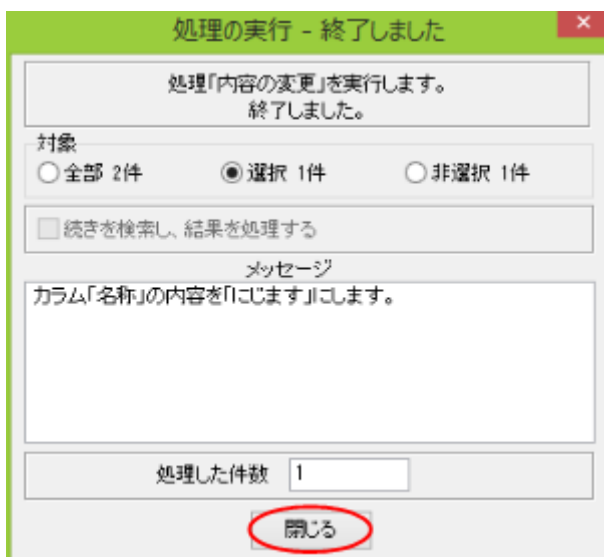 処理の実行 - 終了しました
処理「内容の変更」を実行します。
終了しました。
対象
全部 2件 選択 1件 非選択 1件
続きを検索し、結果を処理する
メッセージ
カラム「名称」の内容を「にじます」にします。
処理した件数 1
閉じる